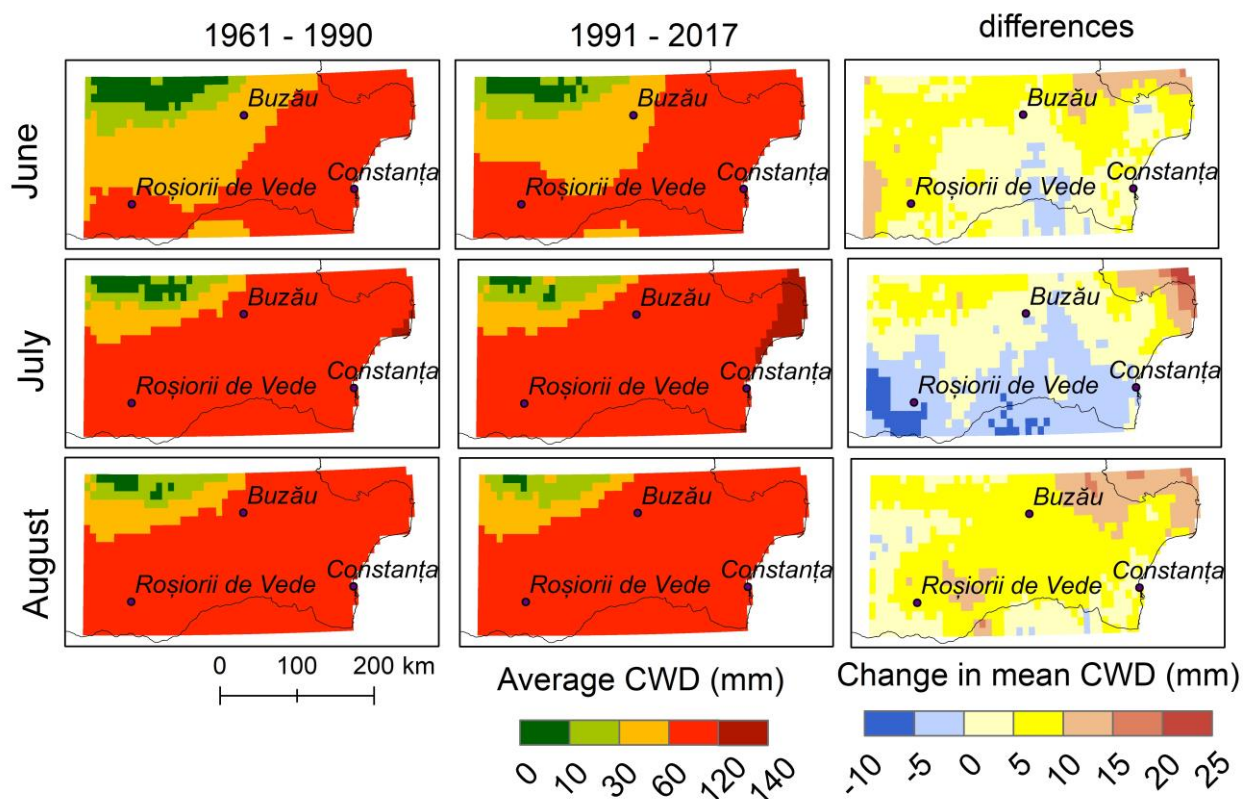 1961 - 1990
1991 - 2017
differences
June
Buzău
Constanța
Roșiorii de Vede
Buzău
Constanța
Roșiorii de Vede
Buzău
Constanța
Roșiorii de Vede
July
Buzău
Constanța
Roșiorii de Vede
Buzău
Constanța
Roșiorii de Vede
Buzău
Constanța
Roșiorii de Vede
August
Buzău
Constanța
Roșiorii de Vede
Buzău
Constanța
Roșiorii de Vede
Buzău
Constanța
Roșiorii de Vede
0 100 200 km
Average CWD (mm)
0 10 30 60 120 140
Change in mean CWD (mm)
-10 -5 0 5 10 15 20 25